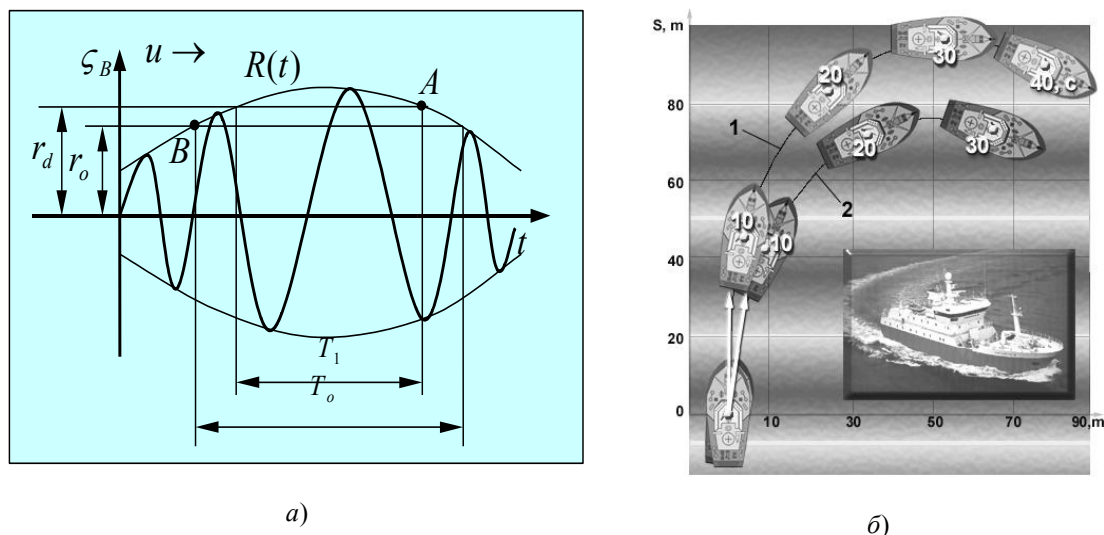 ς_B
u →
R(t)
A
B
r_d
r_o
t
T_1
T_o
а)
S, m
80
60
40
20
0
10
30
50
70
90,m
20
30
40, c
1
20
30
2
10
10
б)